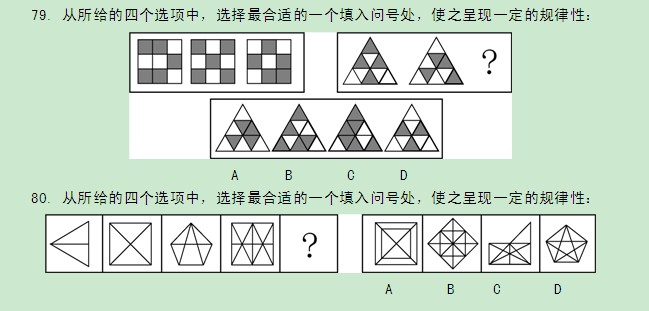 79. 从所给的四个选项中，选择最合适的一个填入问号处，使之呈现一定的规律性：
?
A B C D
80. 从所给的四个选项中，选择最合适的一个填入问号处，使之呈现一定的规律性：
?
A B C D